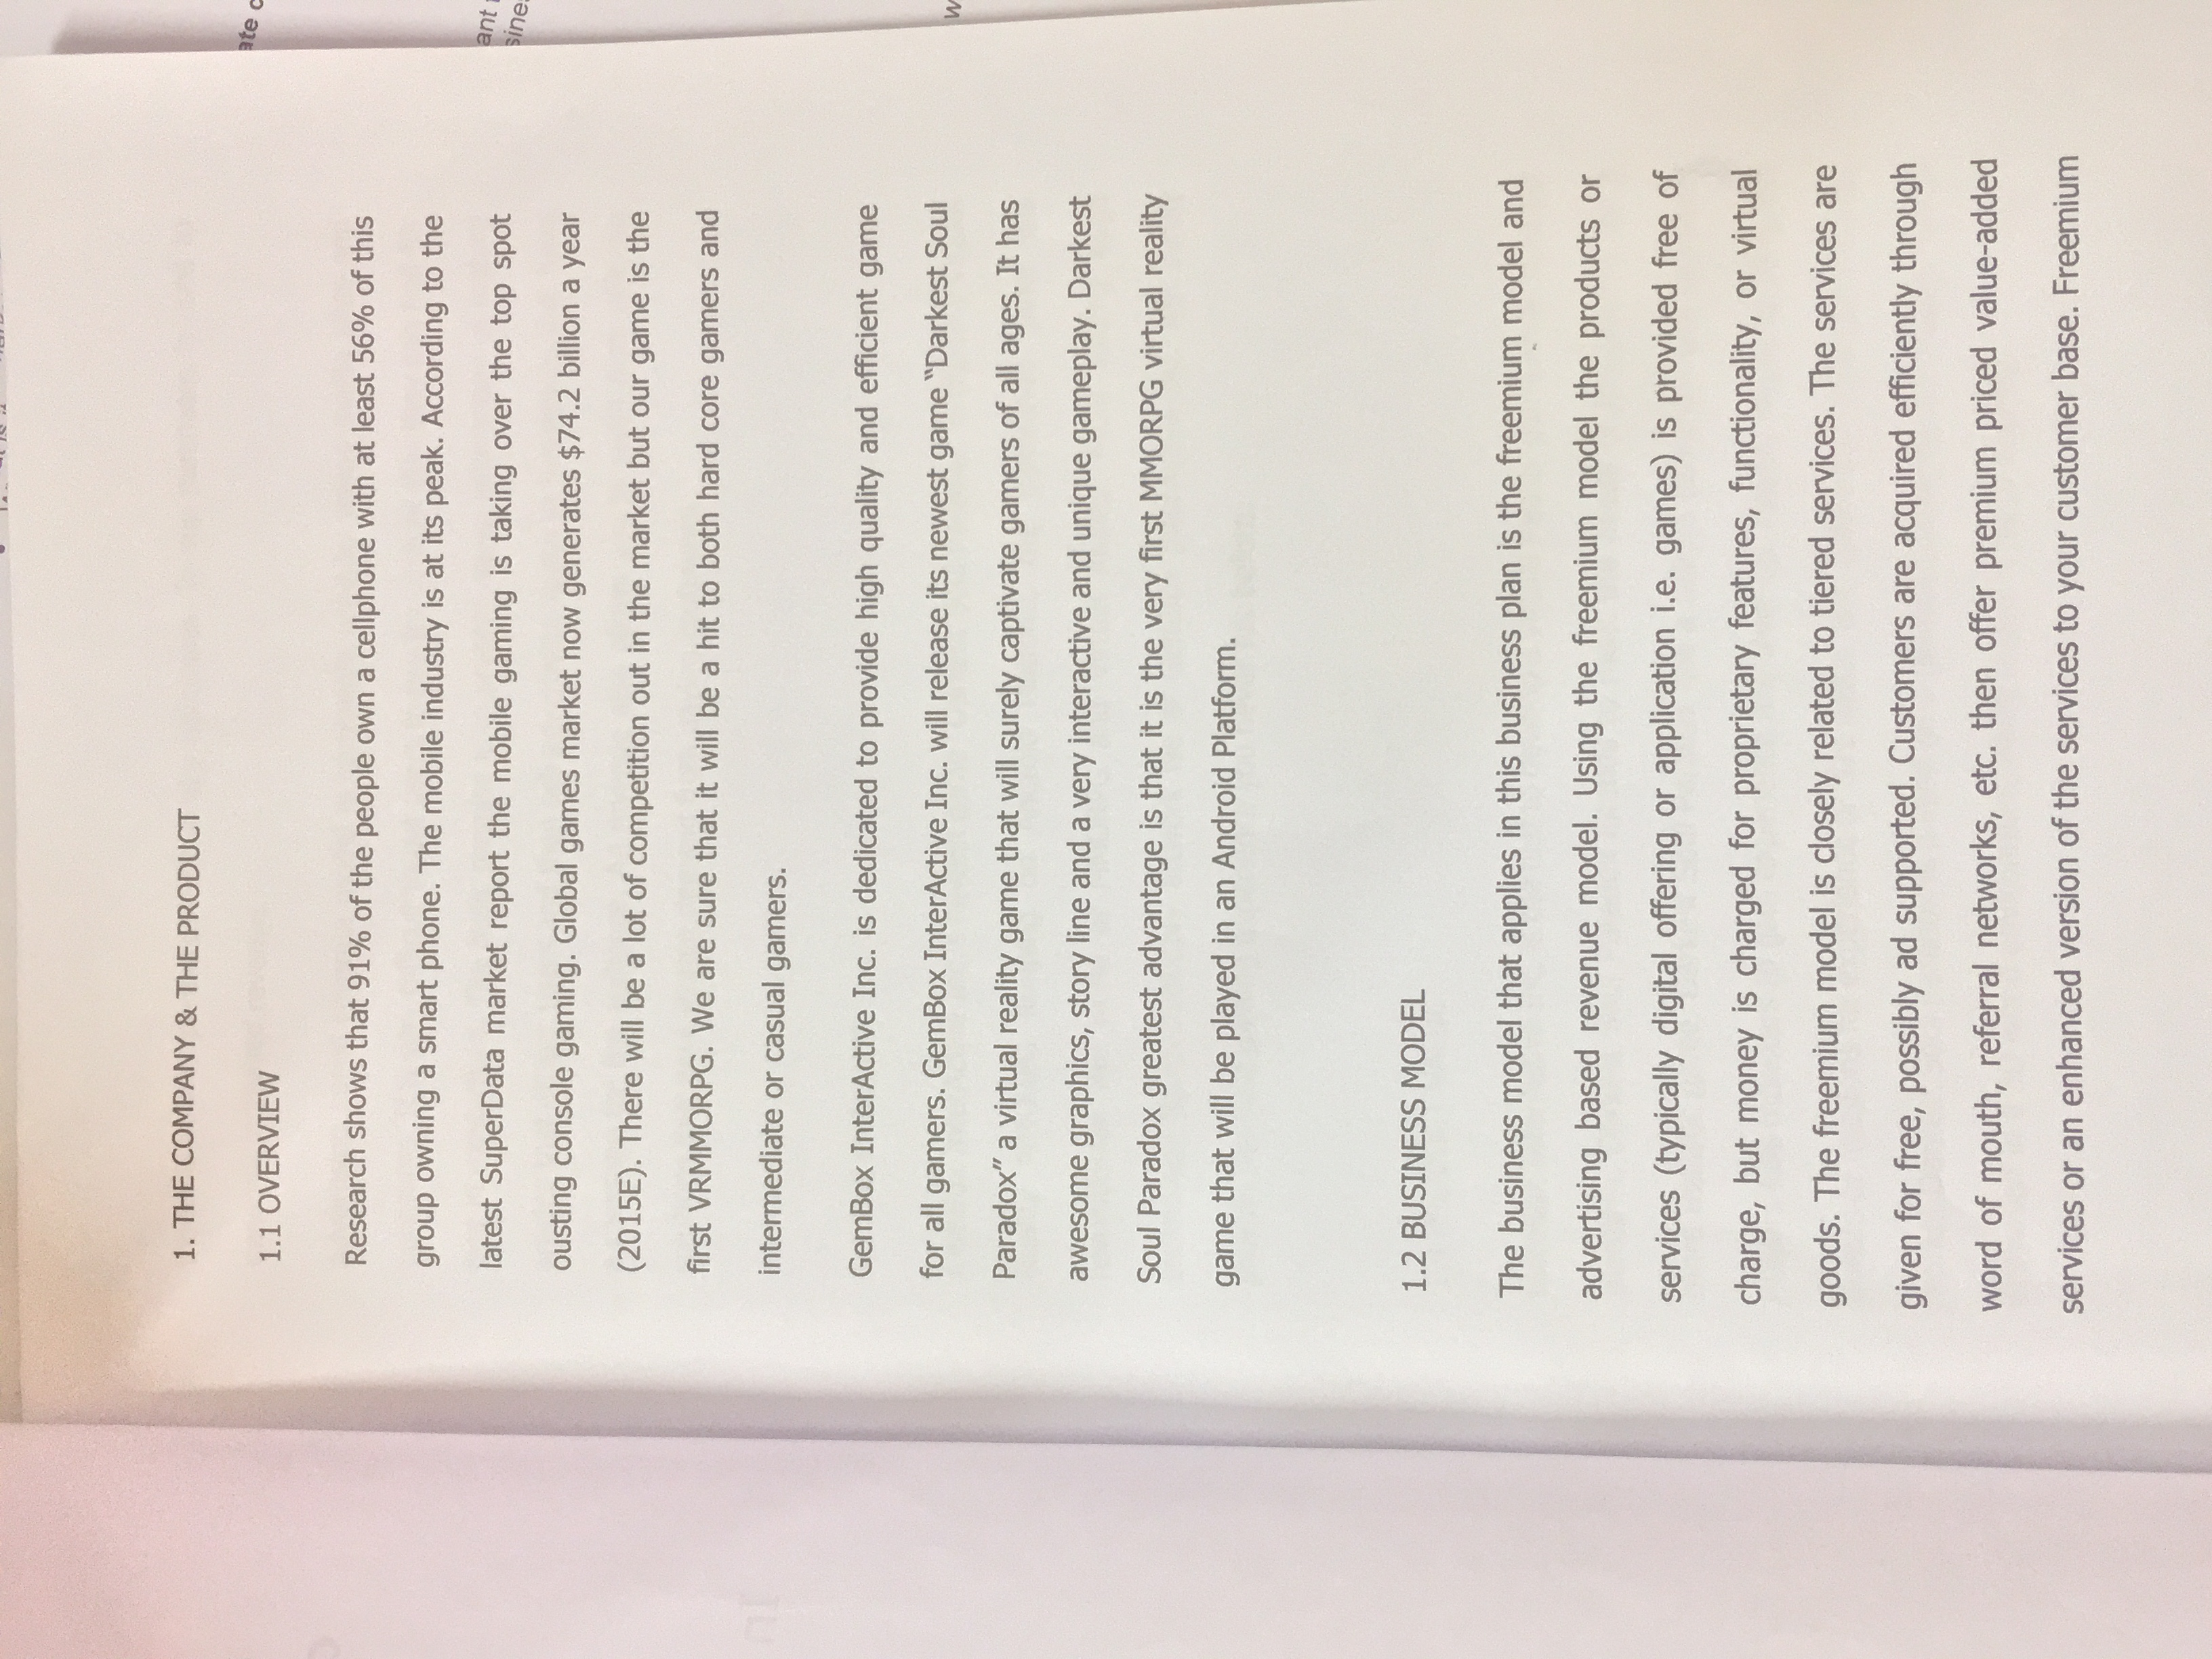 1. THE COMPANY & THE PRODUCT
1.1 OVERVIEW
Research shows that 91% of the people own a cellphone with at least 56% of this
group owning a smart phone. The mobile industry is at its peak. According to the
latest SuperData market report the mobile gaming is taking over the top spot
ousting console gaming. Global games market now generates $74.2 billion a year
(2015E). There will be a lot of competition out in the market but our game is the
first VRMMORPG. We are sure that it will be a hit to both hard core gamers and
intermediate or casual gamers.
GemBox InterActive Inc. is dedicated to provide high quality and efficient game
for all gamers. GemBox InterActive Inc. will release its newest game “Darkest Soul
Paradox” a virtual reality game that will surely captivate gamers of all ages. It has
awesome graphics, story line and a very interactive and unique gameplay. Darkest
Soul Paradox greatest advantage is that it is the very first MMORPG virtual reality
game that will be played in an Android Platform.
1.2 BUSINESS MODEL
The business model that applies in this business plan is the freemium model and
advertising based revenue model. Using the freemium model the products or
services (typically digital offering or application i.e. games) is provided free of
charge, but money is charged for proprietary features, functionality, or virtual
goods. The freemium model is closely related to tiered services. The services are
given for free, possibly ad supported. Customers are acquired efficiently through
word of mouth, referral networks, etc. then offer premium priced value-added
services or an enhanced version of the services to your customer base. Freemium